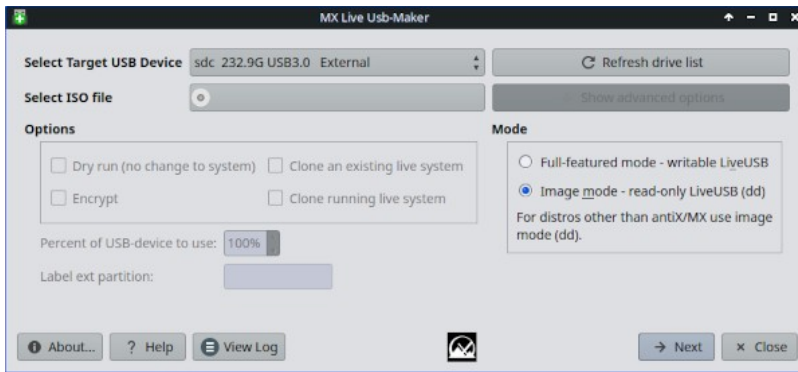 MX Live Usb-Maker
Select Target USB Device sdc 232.9G USB3.0 External Refresh drive list
Select ISO file Show advanced options
Options Mode
Dry run (no change to system) Clone an existing live system Full-featured mode - writable LiveUSB
Encrypt Clone running live system Image mode - read-only LiveUSB (dd)
For distros other than antiX/MX use image
mode (dd).
Percent of USB-device to use: 100%
Label ext partition:
About... ? Help View Log Next Close